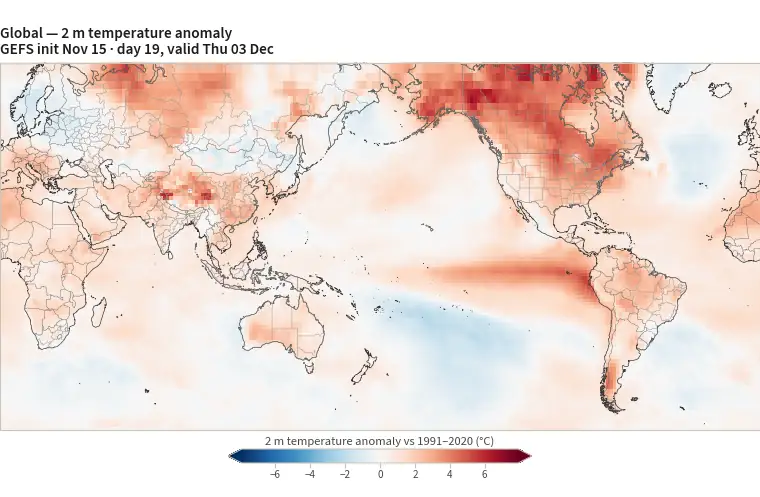 Global — 2 m temperature anomaly
GEFS init Nov 15 · day 19, valid Thu 03 Dec
2 m temperature anomaly vs 1991–2020 (°C)
−6 −4 −2 0 2 4 6